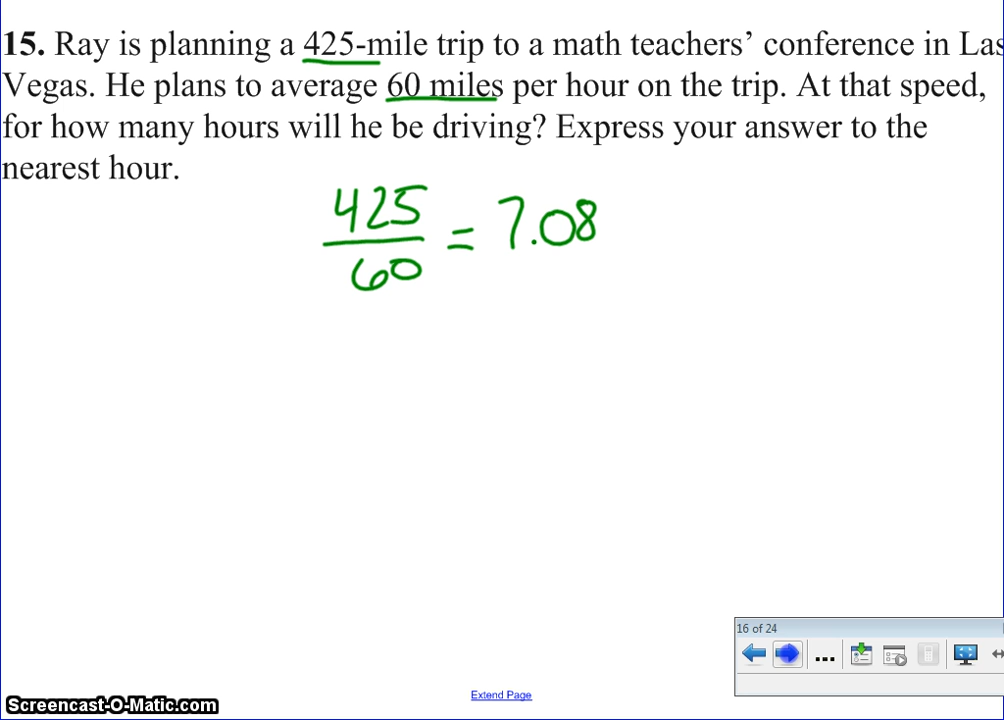 15. Ray is planning a 425-mile trip to a math teachers’ conference in Las
Vegas. He plans to average 60 miles per hour on the trip. At that speed,
for how many hours will he be driving? Express your answer to the
nearest hour.
425
60
= 7.08
16 of 24
...
Extend Page
Screencast-O-Matic.com